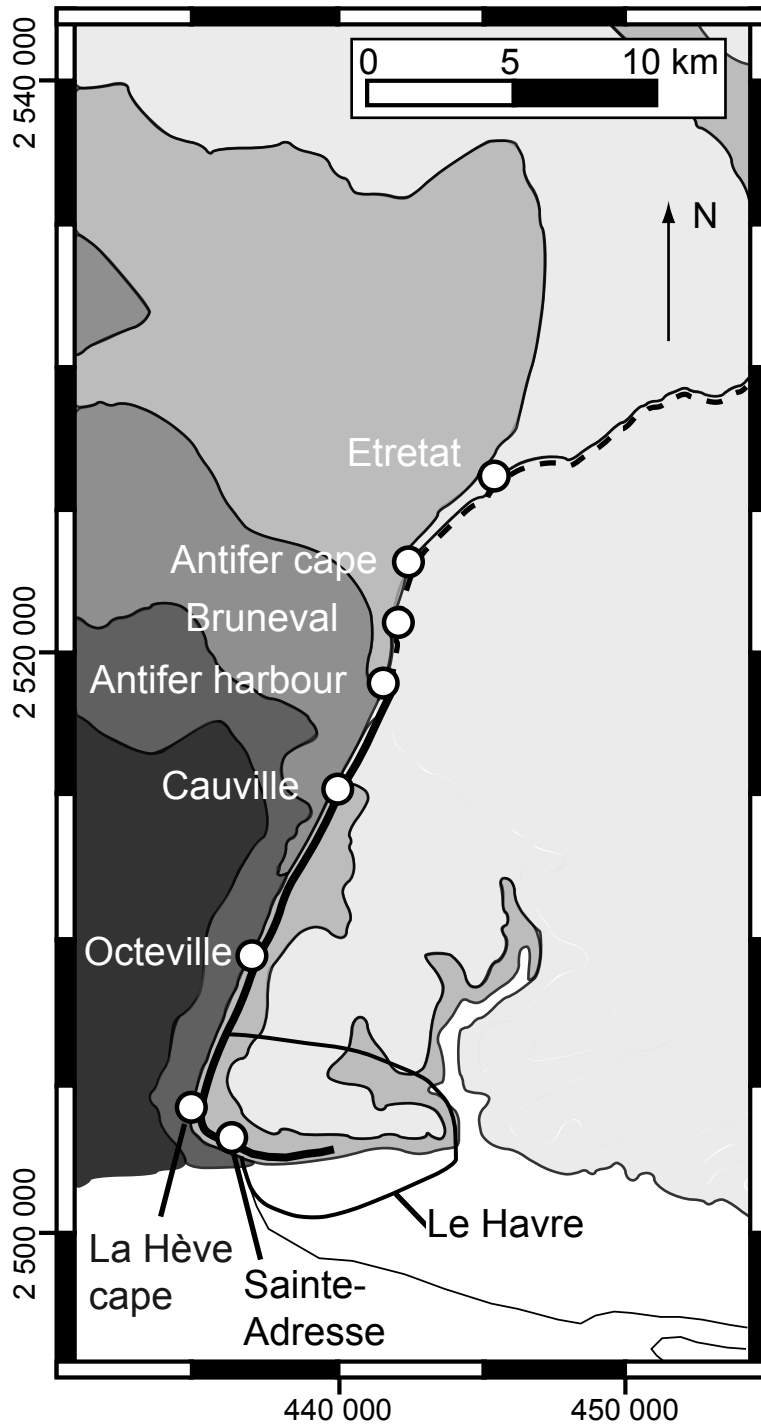 0 5 10 km
2 540 000
N
Etretat
Antifer cape
Bruneval
2 520 000
Antifer harbour
Cauville
Octeville
2 500 000
Le Havre
La Hève
cape
Sainte-
Adresse
440 000 450 000